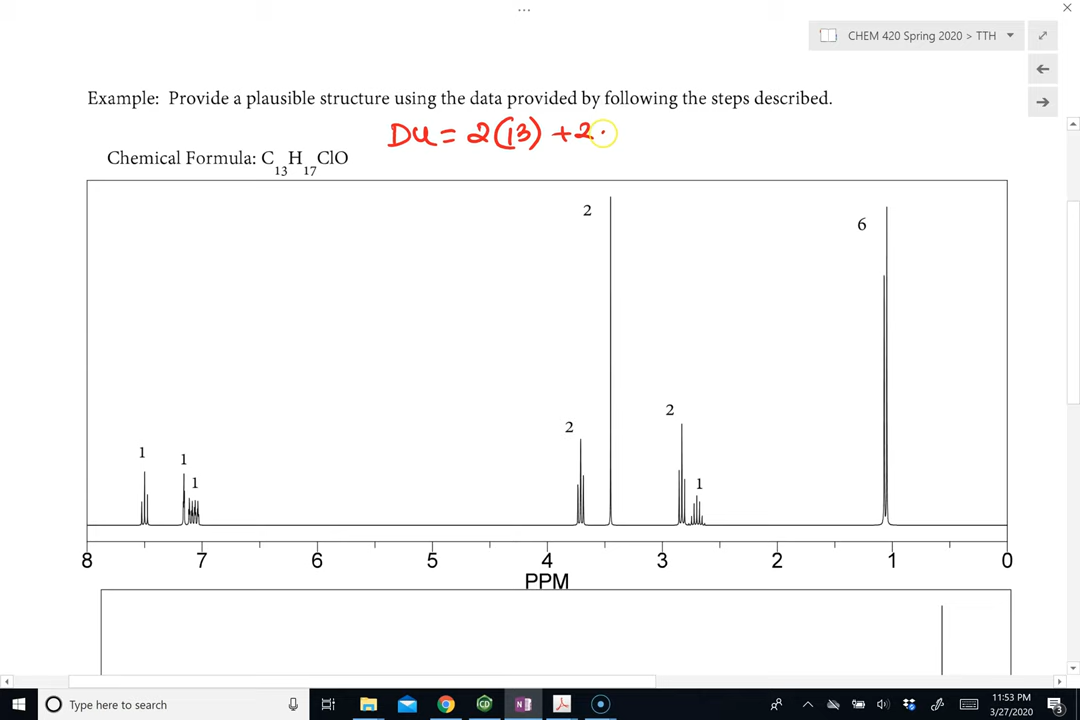 ...
CHEM 420 Spring 2020 > TTH
Example: Provide a plausible structure using the data provided by following the steps described.
DU = 2(13) +2
Chemical Formula: C13H17ClO
2
6
2
2
1
1
1
1
8 7 6 5 4 3 2 1 0
PPM
Type here to search
11:53 PM
3/27/2020
3